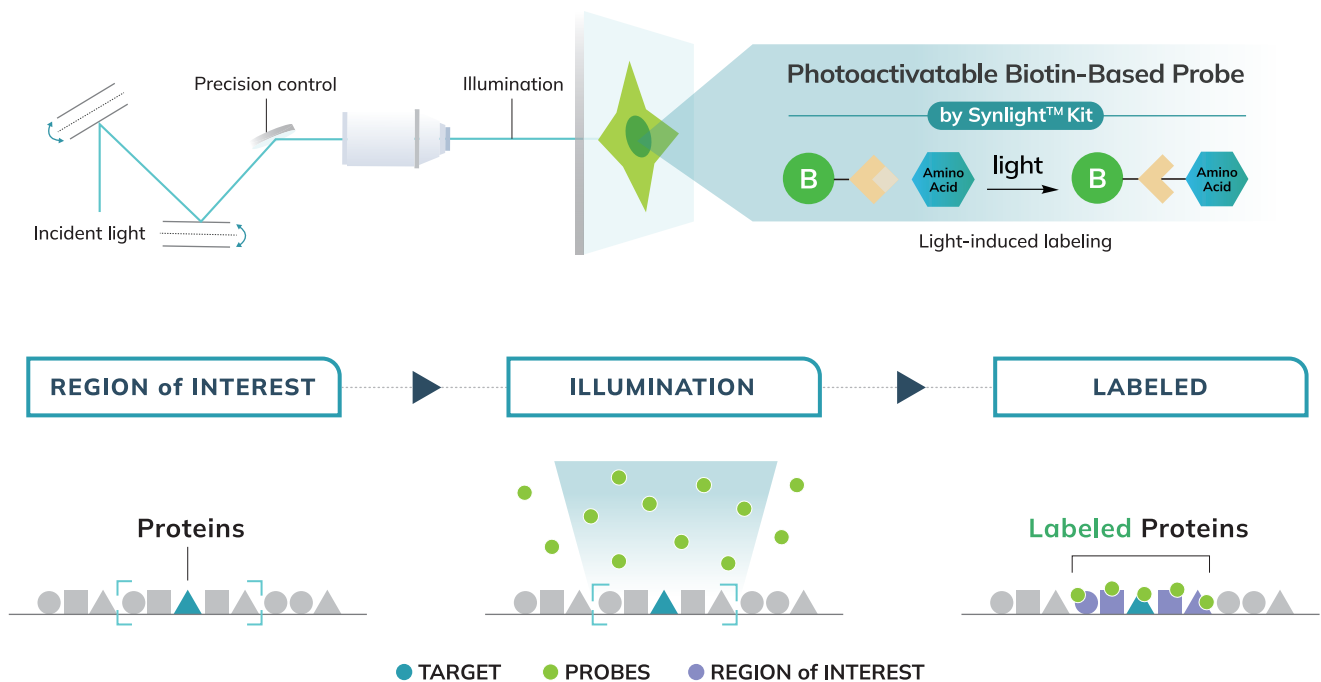 Precision control
Illumination
Incident light
Photoactivatable Biotin-Based Probe
by Synlight™ Kit
B
Amino
Acid
light
B
Amino
Acid
Light-induced labeling
REGION of INTEREST
ILLUMINATION
LABELED
Proteins
Labeled Proteins
TARGET
PROBES
REGION of INTEREST